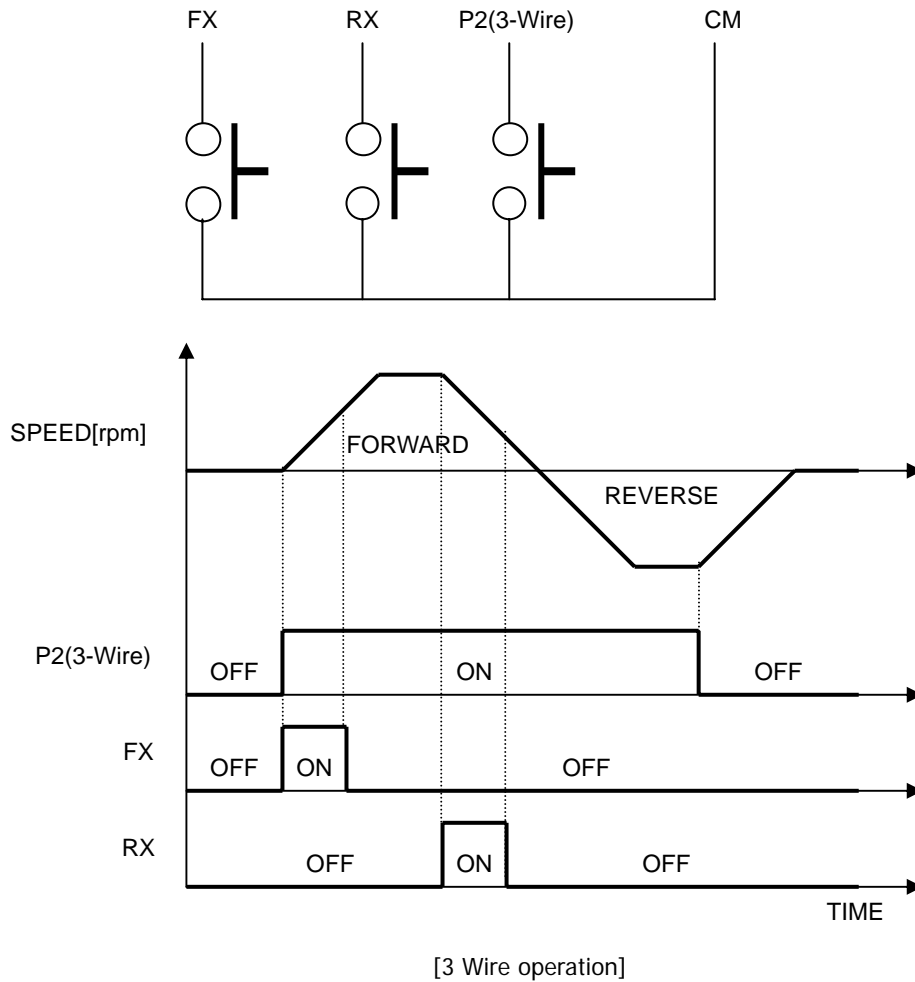 FX RX P2(3-Wire) CM
SPEED[rpm]
FORWARD
REVERSE
P2(3-Wire)
OFF ON OFF
FX
OFF ON OFF
RX
OFF ON OFF
TIME
[3 Wire operation]